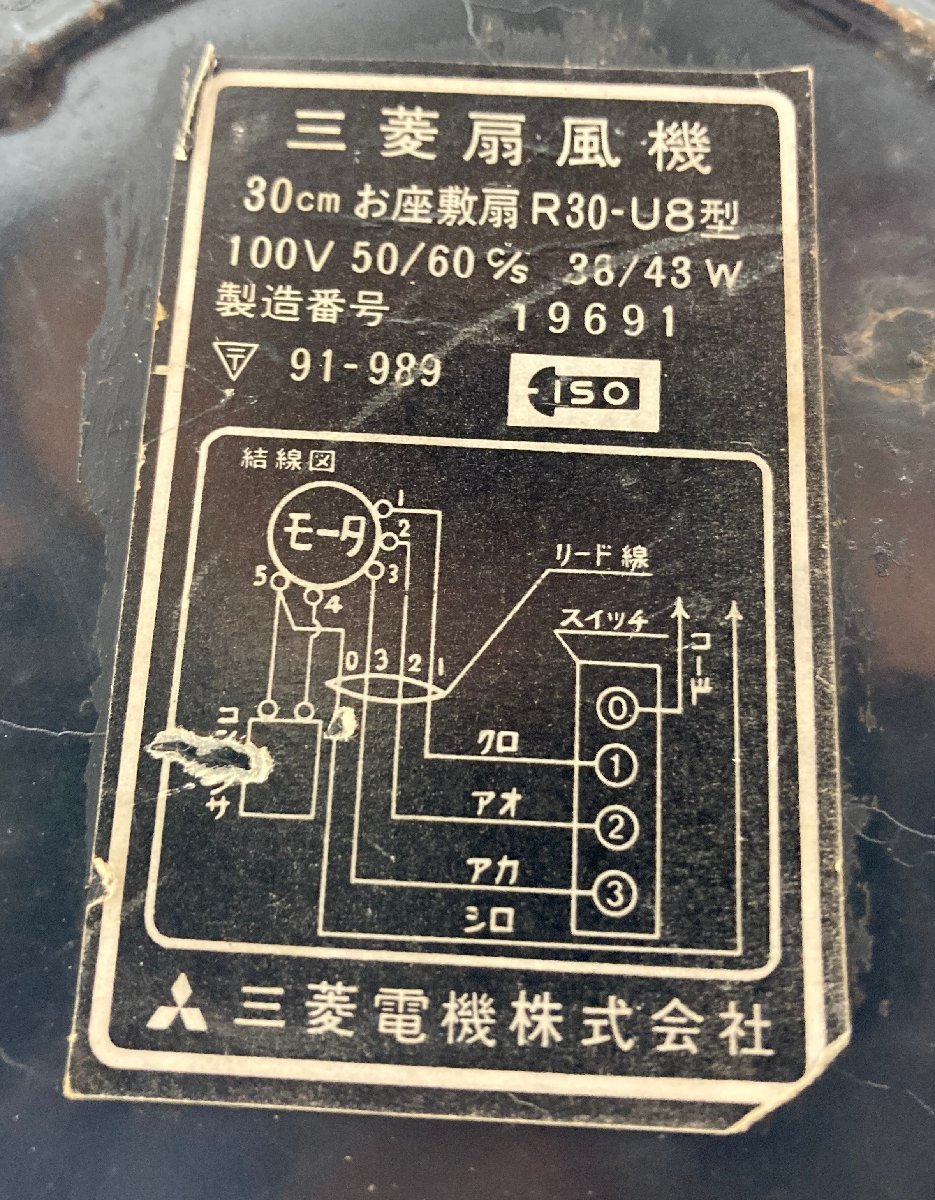 三菱扇風機
30cm お座敷扇 R30-U8型
100V 50/60 c/s 36/43 W
製造番号 19691
〒 91-989
ISO
結線図
モータ
1
2
3
4
5
リード線
スイッチ
コード
0 3 2 1
0
1
2
3
クロ
アオ
アカ
シロ
三菱電機株式会社